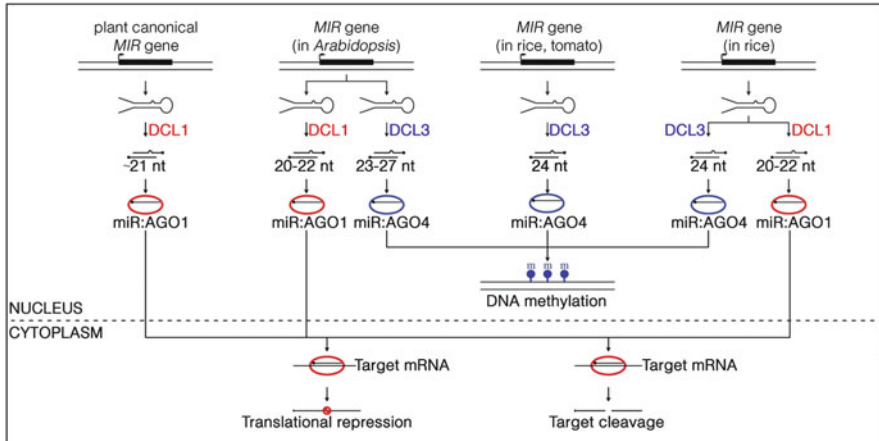 plant canonical
MIR gene
MIR gene
(in Arabidopsis)
MIR gene
(in rice, tomato)
MIR gene
(in rice)
DCL1
DCL1
DCL3
DCL3
DCL3
DCL1
~21 nt
20-22 nt
23-27 nt
24 nt
24 nt
20-22 nt
miR:AGO1
miR:AGO1
miR:AGO4
miR:AGO4
miR:AGO4
miR:AGO1
m m m
DNA methylation
NUCLEUS
CYTOPLASM
Target mRNA
Target mRNA
Translational repression
Target cleavage